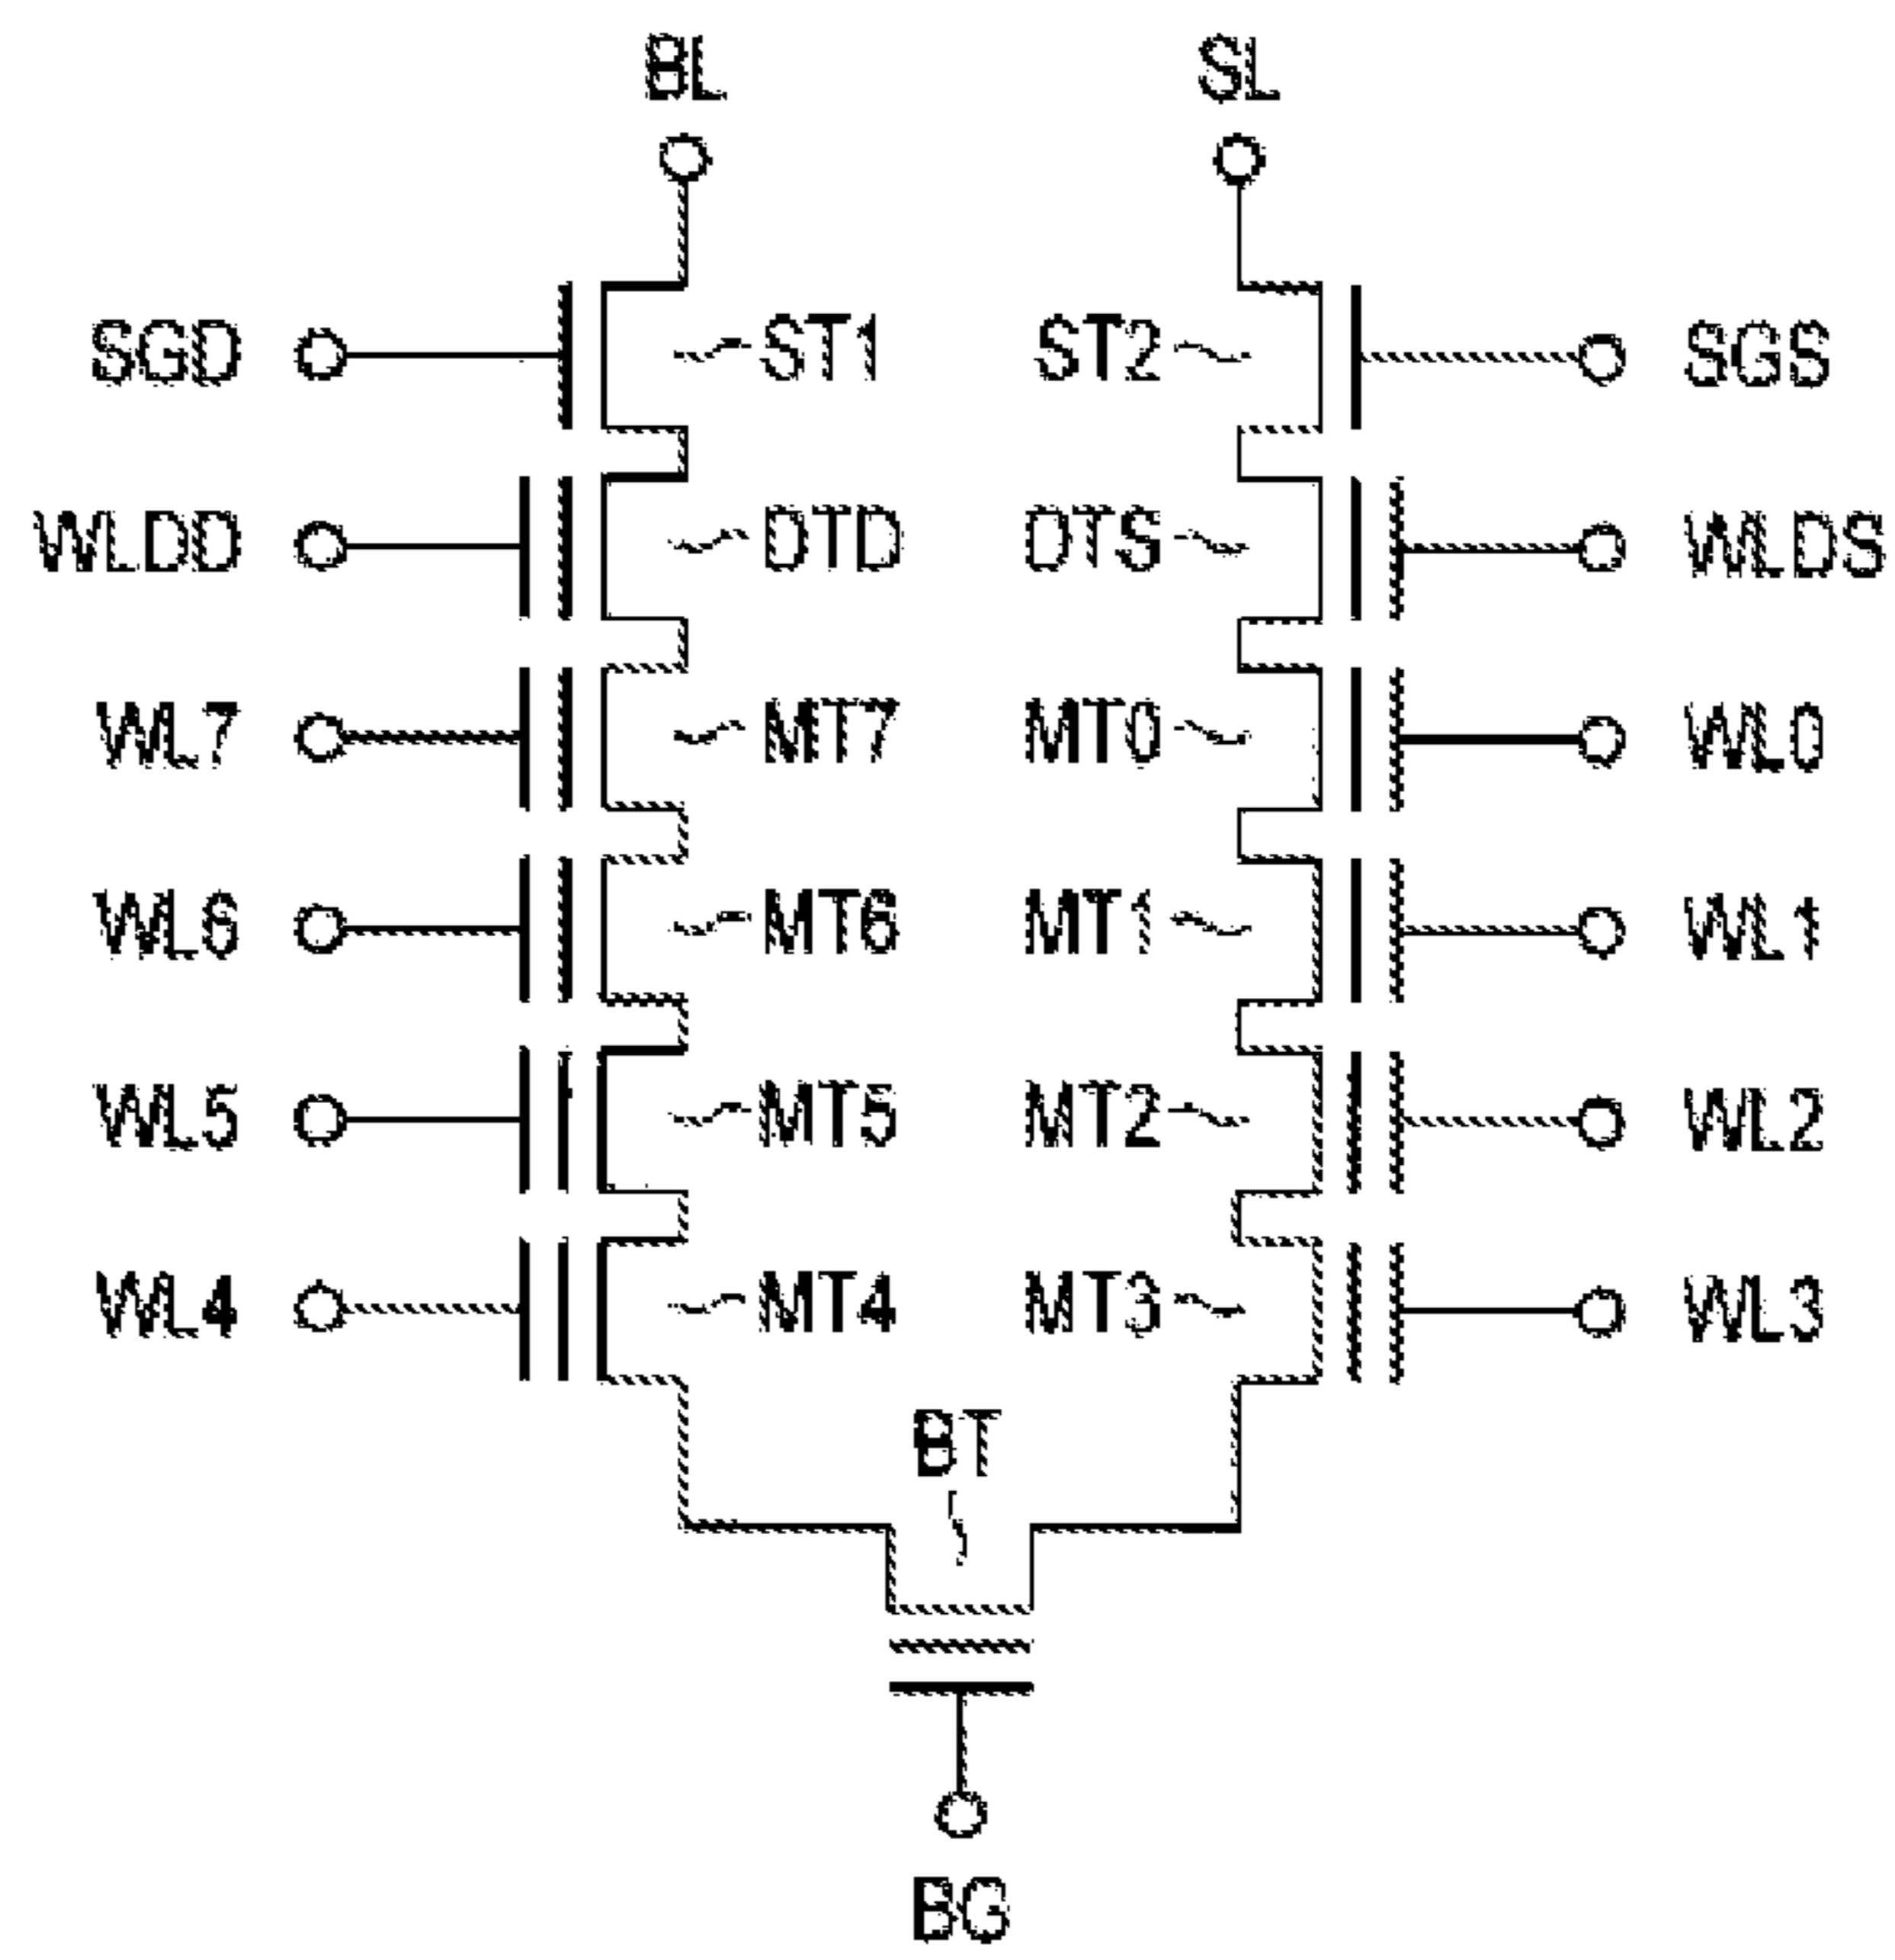 BL SL
SGD ST1 ST2 SGS
WLDD DTD DTS WLDS
WL7 MT7 MT0 WL0
WL6 MT6 MT1 WL1
WL5 MT5 MT2 WL2
WL4 MT4 MT3 WL3
BT
BG